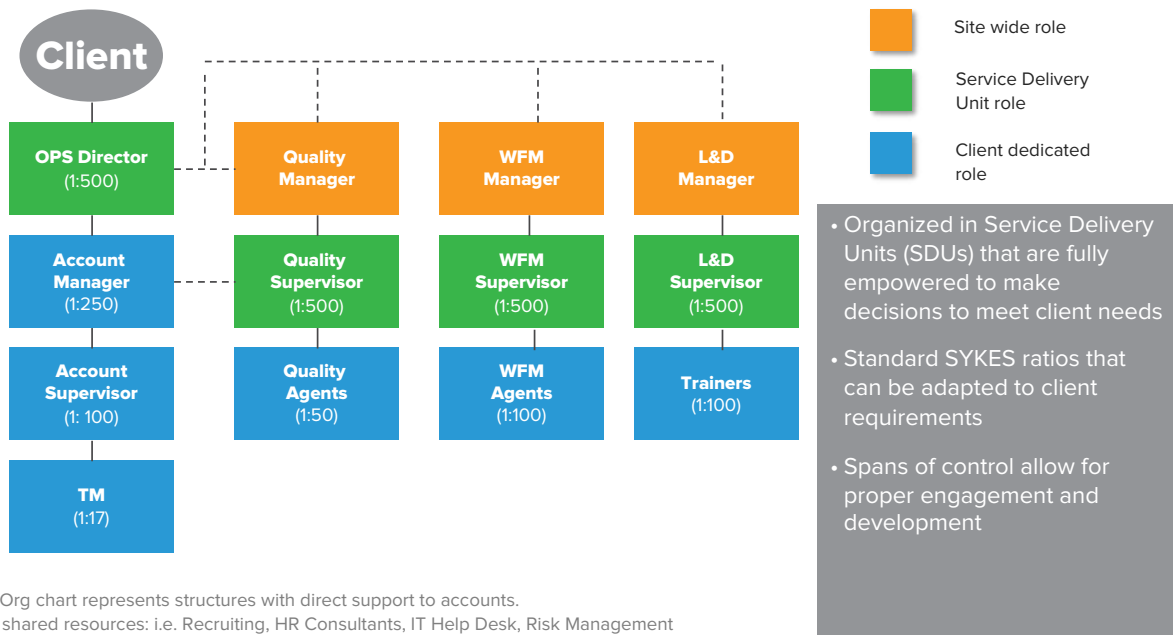 Client
OPS Director
(1:500)
Quality
Manager
WFM
Manager
L&D
Manager
Account
Manager
(1:250)
Quality
Supervisor
(1:500)
WFM
Supervisor
(1:500)
L&D
Supervisor
(1:500)
Account
Supervisor
(1: 100)
Quality
Agents
(1:50)
WFM
Agents
(1:100)
Trainers
(1:100)
TM
(1:17)
Site wide role
Service Delivery
Unit role
Client dedicated
role
• Organized in Service Delivery
Units (SDUs) that are fully
empowered to make
decisions to meet client needs
• Standard SYKES ratios that
can be adapted to client
requirements
• Spans of control allow for
proper engagement and
development
Org chart represents structures with direct support to accounts.
shared resources: i.e. Recruiting, HR Consultants, IT Help Desk, Risk Management